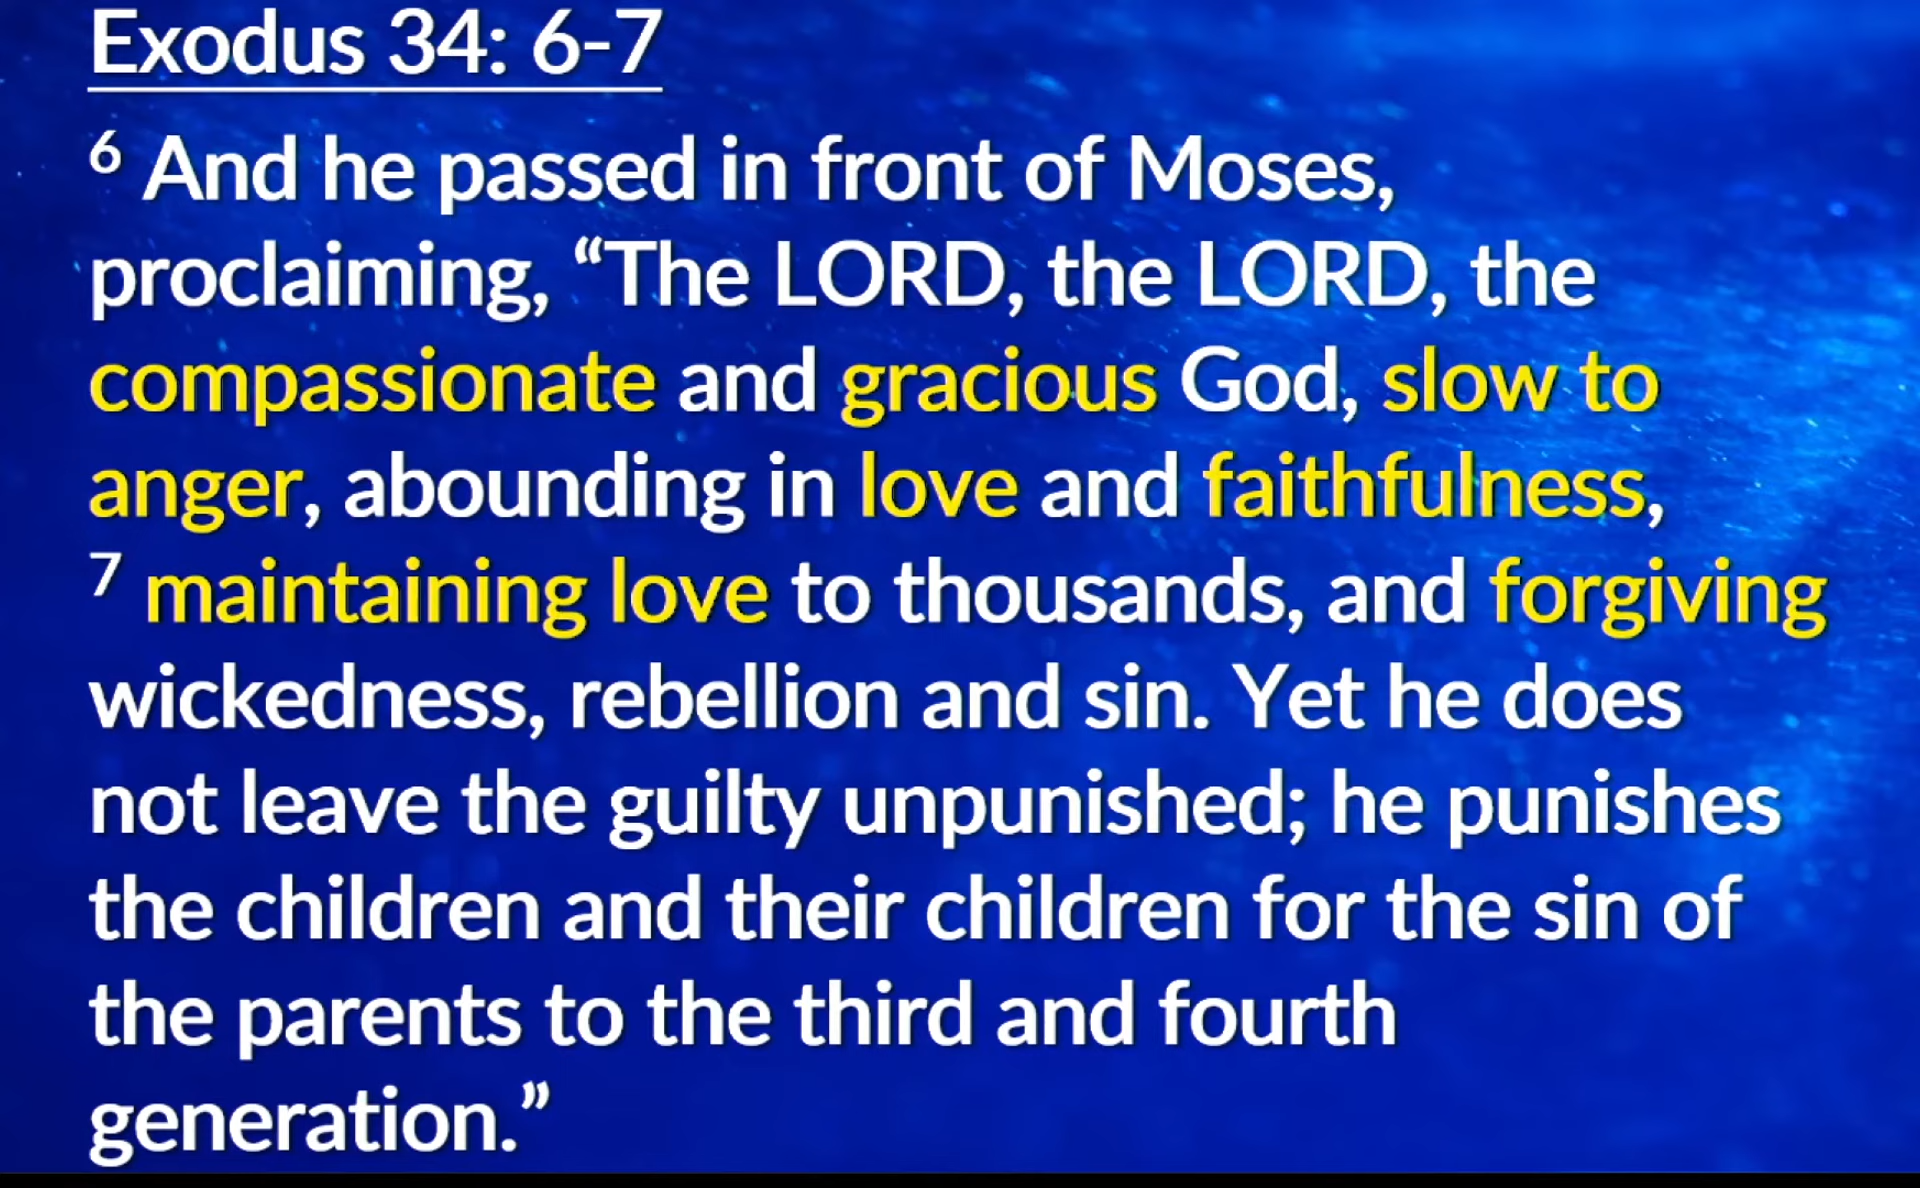 Exodus 34: 6-7
6 And he passed in front of Moses,
proclaiming, “The LORD, the LORD, the
compassionate and gracious God, slow to
anger, abounding in love and faithfulness,
7 maintaining love to thousands, and forgiving
wickedness, rebellion and sin. Yet he does
not leave the guilty unpunished; he punishes
the children and their children for the sin of
the parents to the third and fourth
generation.”